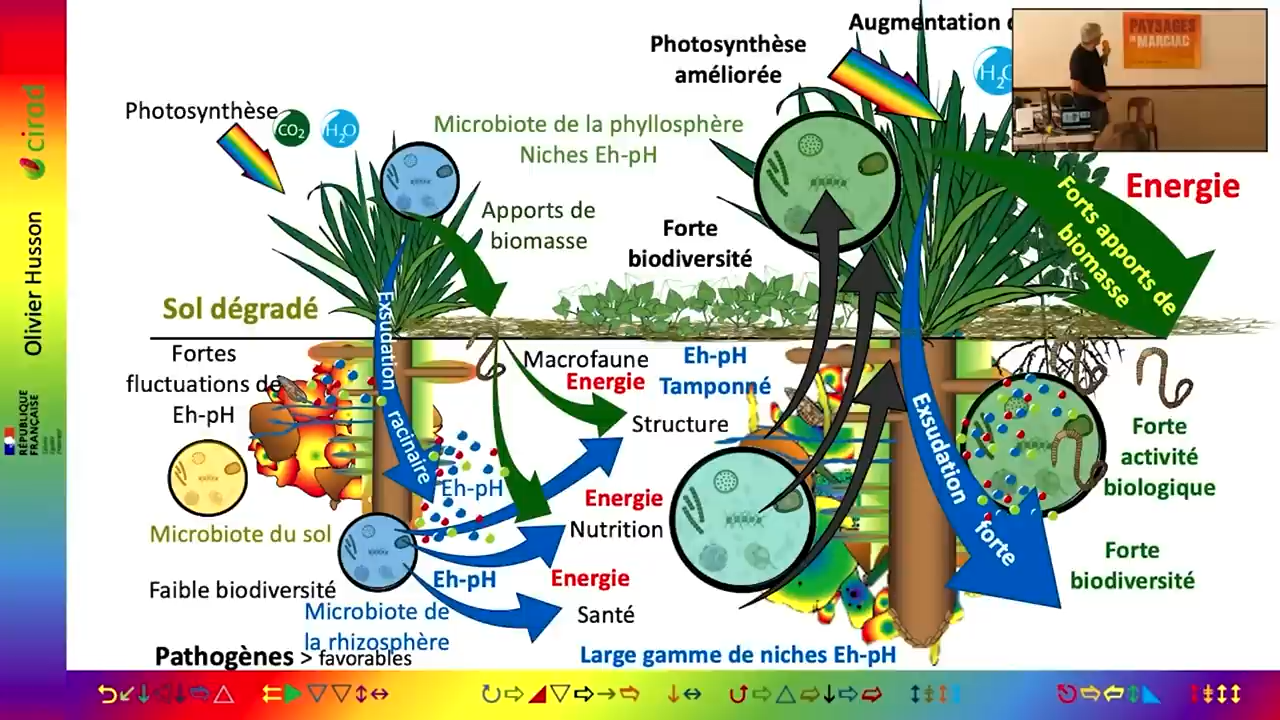 Augmentation
PAYSAGES
IN MARCIAC
Photosynthèse
améliorée
H₂O
Photosynthèse
CO₂
H₂O
Microbiote de la phyllosphère
Niches Eh-pH
Energie
Forts apports de
biomasse
Apports de
biomasse
Forte
biodiversité
Sol dégradé
cirad
Olivier Husson
RÉPUBLIQUE
FRANÇAISE
Fortes
fluctuations de
Eh-pH
Exsudation
racinaire
Macrofaune
Energie
Eh-pH
Tamponné
Structure
Exsudation
forte
Forte
activité
biologique
Eh-pH
Energie
Nutrition
Microbiote du sol
Eh-pH
Energie
Forte
biodiversité
Faible biodiversité
Microbiote de
la rhizosphère
Santé
Pathogènes > favorables
Large gamme de niches Eh-pH